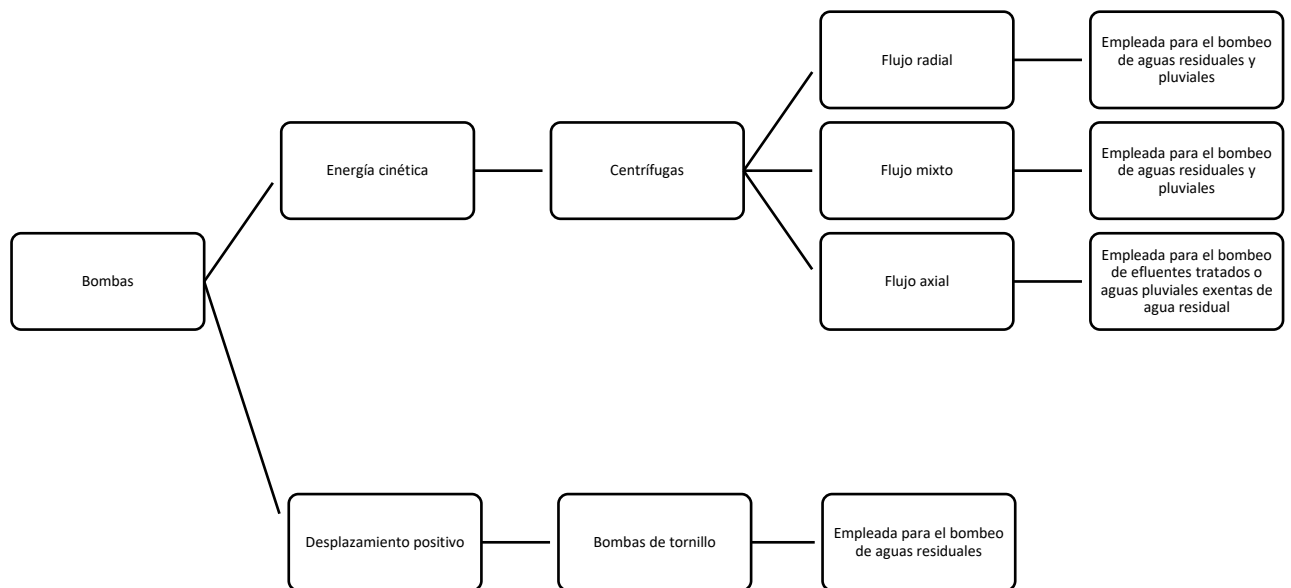 Bombas
Energía cinética
Centrífugas
Flujo radial
Empleada para el bombeo
de aguas residuales y
pluviales
Flujo mixto
Empleada para el bombeo
de aguas residuales y
pluviales
Flujo axial
Empleada para el bombeo
de efluentes tratados o
aguas pluviales exentas de
agua residual
Desplazamiento positivo
Bombas de tornillo
Empleada para el bombeo
de aguas residuales